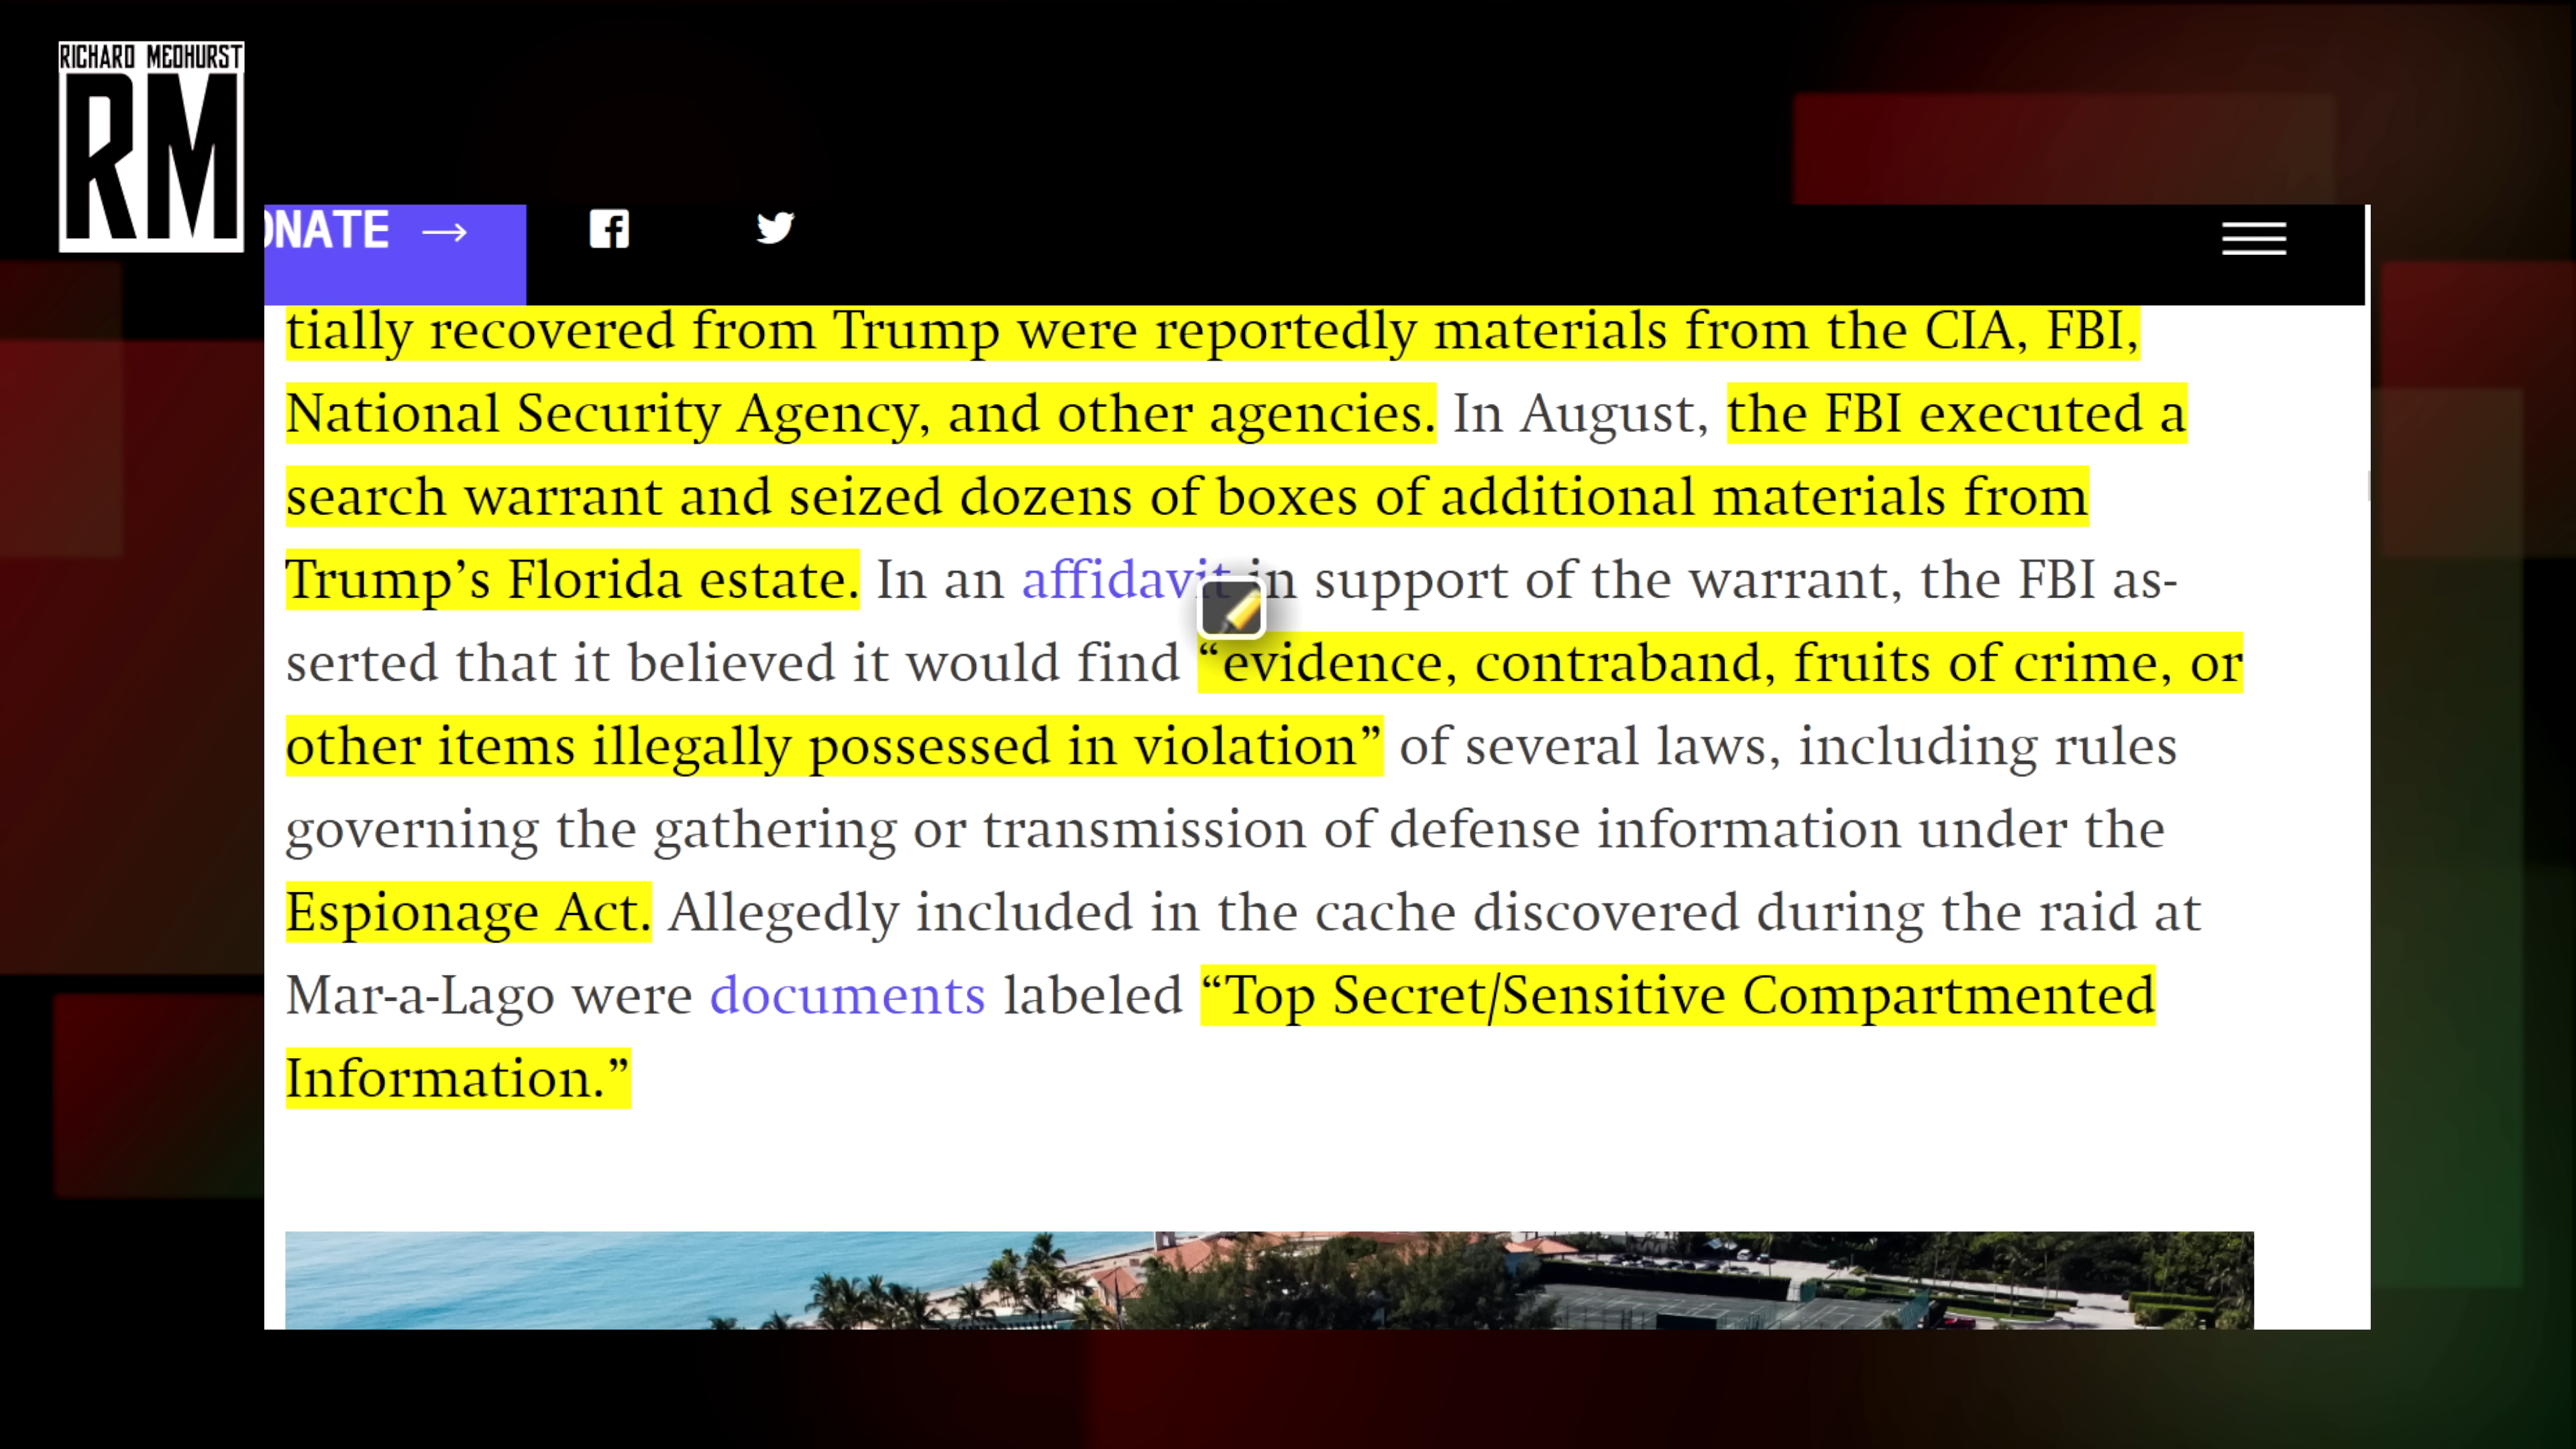 RICHARD MEDHURST
RM
ONATE →
tially recovered from Trump were reportedly materials from the CIA, FBI,
National Security Agency, and other agencies. In August, the FBI executed a
search warrant and seized dozens of boxes of additional materials from
Trump’s Florida estate. In an affidavit in support of the warrant, the FBI as-
serted that it believed it would find “evidence, contraband, fruits of crime, or
other items illegally possessed in violation” of several laws, including rules
governing the gathering or transmission of defense information under the
Espionage Act. Allegedly included in the cache discovered during the raid at
Mar-a-Lago were documents labeled “Top Secret/Sensitive Compartmented
Information.”